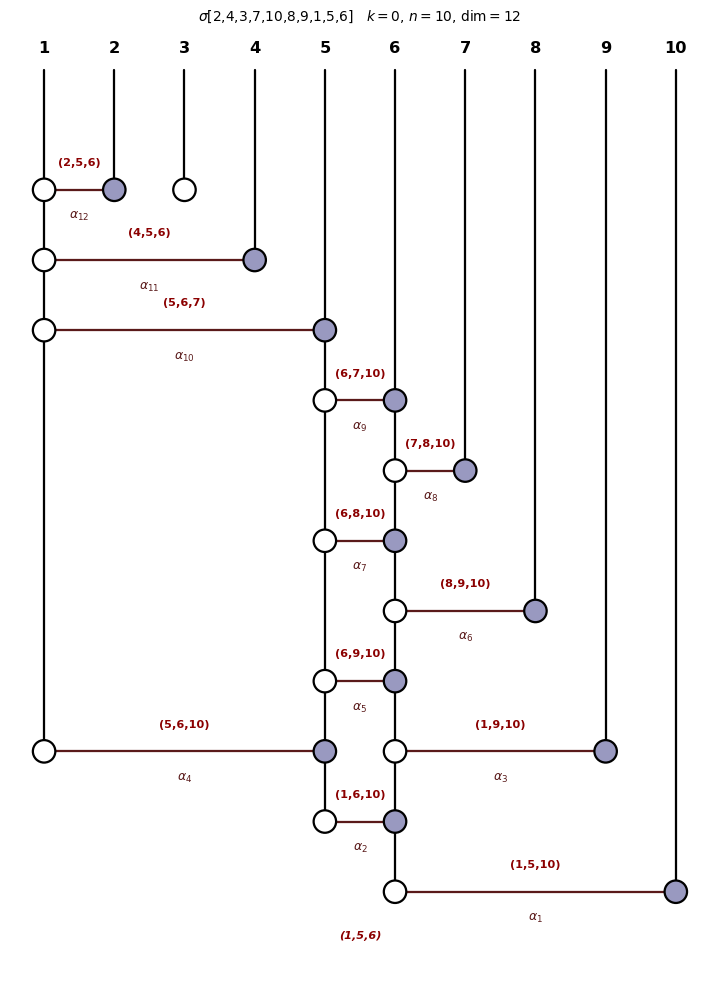 σ[2,4,3,7,10,8,9,1,5,6] k = 0, n = 10, dim = 12
1 2 3 4 5 6 7 8 9 10
(2,5,6)
α₁₂
(4,5,6)
α₁₁
(5,6,7)
α₁₀
(6,7,10)
α₉
(7,8,10)
α₈
(6,8,10)
α₇
(8,9,10)
α₆
(6,9,10)
α₅
(5,6,10) (1,9,10)
α₄ α₃
(1,6,10)
α₂
(1,5,10)
α₁
(1,5,6)